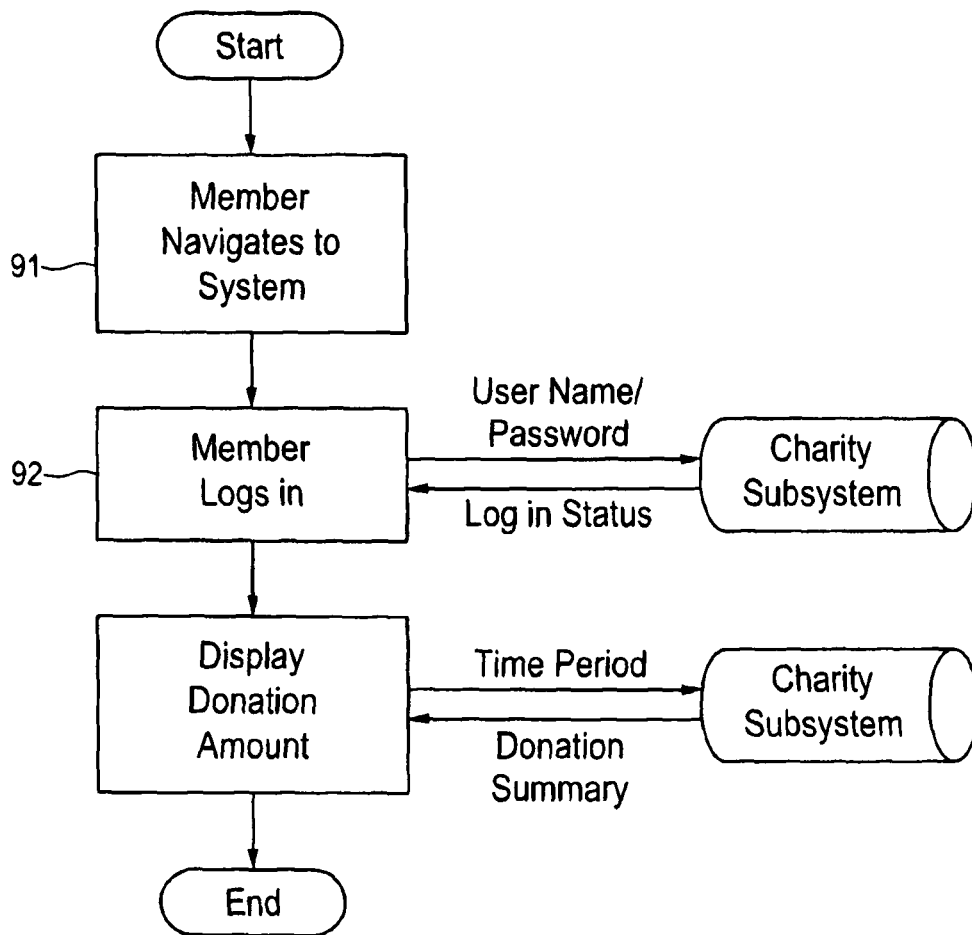 Start
Member
Navigates to
System
91
User Name/
Password
Member
Logs in
92
Charity
Subsystem
Log in Status
Display
Donation
Amount
Time Period
Charity
Subsystem
Donation
Summary
End